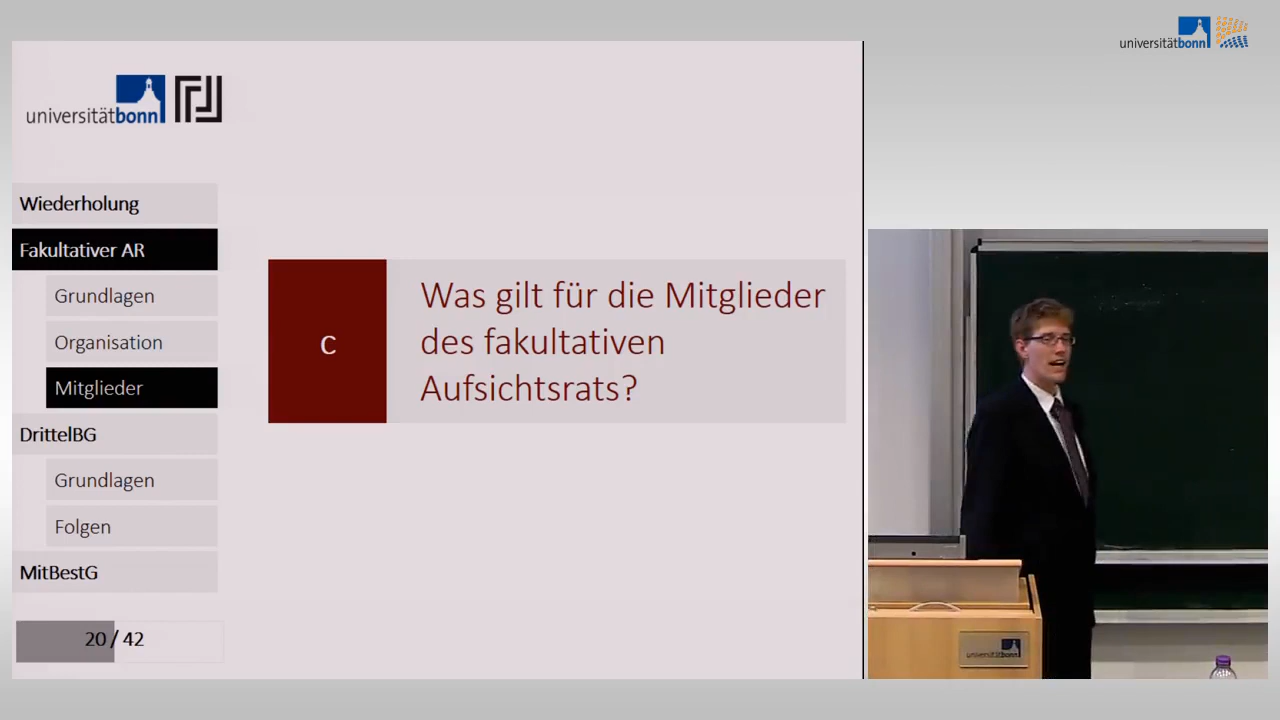 universitätbonn
universitätbonn
Wiederholung
Fakultativer AR
Grundlagen
Organisation
Mitglieder
DrittelBG
Grundlagen
Folgen
MitBestG
20 / 42
C
Was gilt für die Mitglieder
des fakultativen
Aufsichtsrats?
universitätbonn